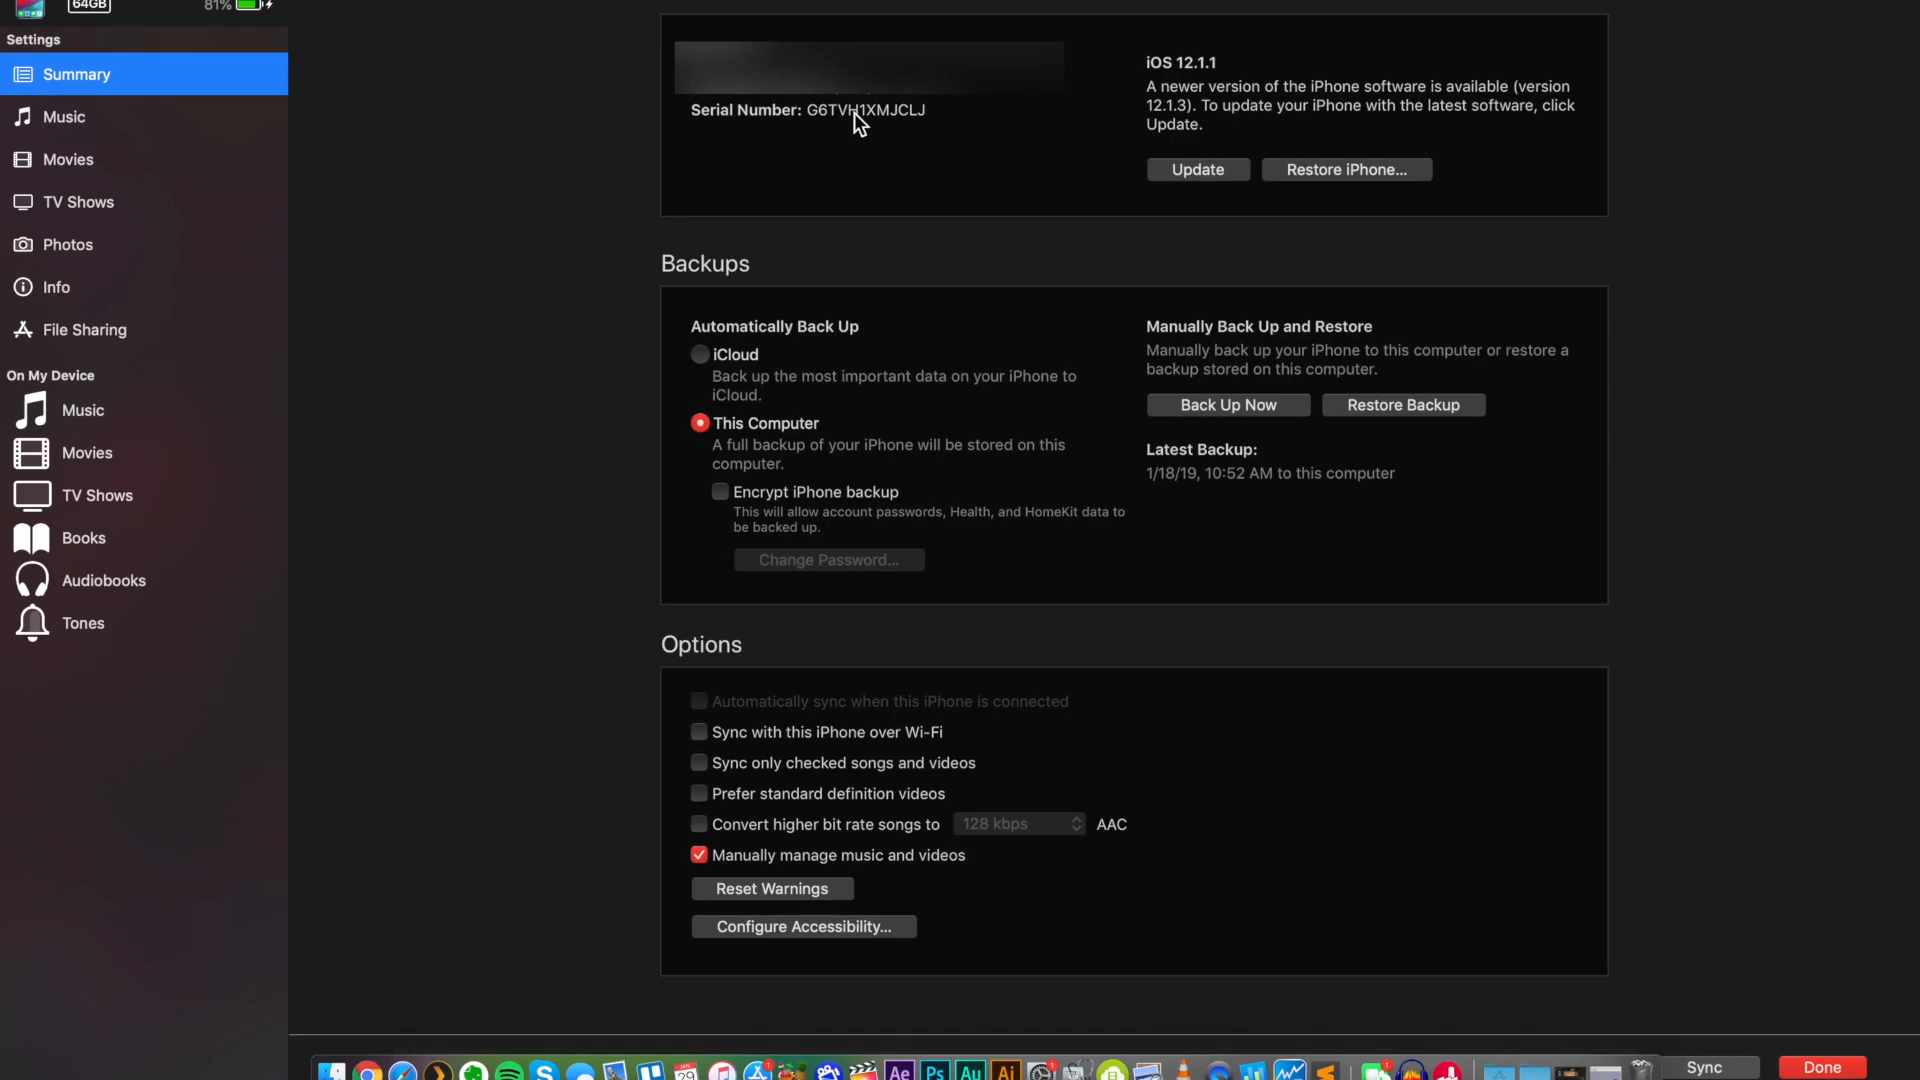 64GB
81%
Settings
Summary
Music
Movies
TV Shows
Photos
Info
File Sharing
On My Device
Music
Movies
TV Shows
Books
Audiobooks
Tones
Serial Number: G6TVH1XMJCLJ
iOS 12.1.1
A newer version of the iPhone software is available (version
12.1.3). To update your iPhone with the latest software, click
Update.
Update
Restore iPhone...
Backups
Automatically Back Up
iCloud
Back up the most important data on your iPhone to
iCloud.
This Computer
A full backup of your iPhone will be stored on this
computer.
Encrypt iPhone backup
This will allow account passwords, Health, and HomeKit data to
be backed up.
Change Password...
Manually Back Up and Restore
Manually back up your iPhone to this computer or restore a
backup stored on this computer.
Back Up Now
Restore Backup
Latest Backup:
1/18/19, 10:52 AM to this computer
Options
Automatically sync when this iPhone is connected
Sync with this iPhone over Wi-Fi
Sync only checked songs and videos
Prefer standard definition videos
Convert higher bit rate songs to 128 kbps AAC
Manually manage music and videos
Reset Warnings
Configure Accessibility...
29
Ae
Ps
Au
Ai
Sync
Done